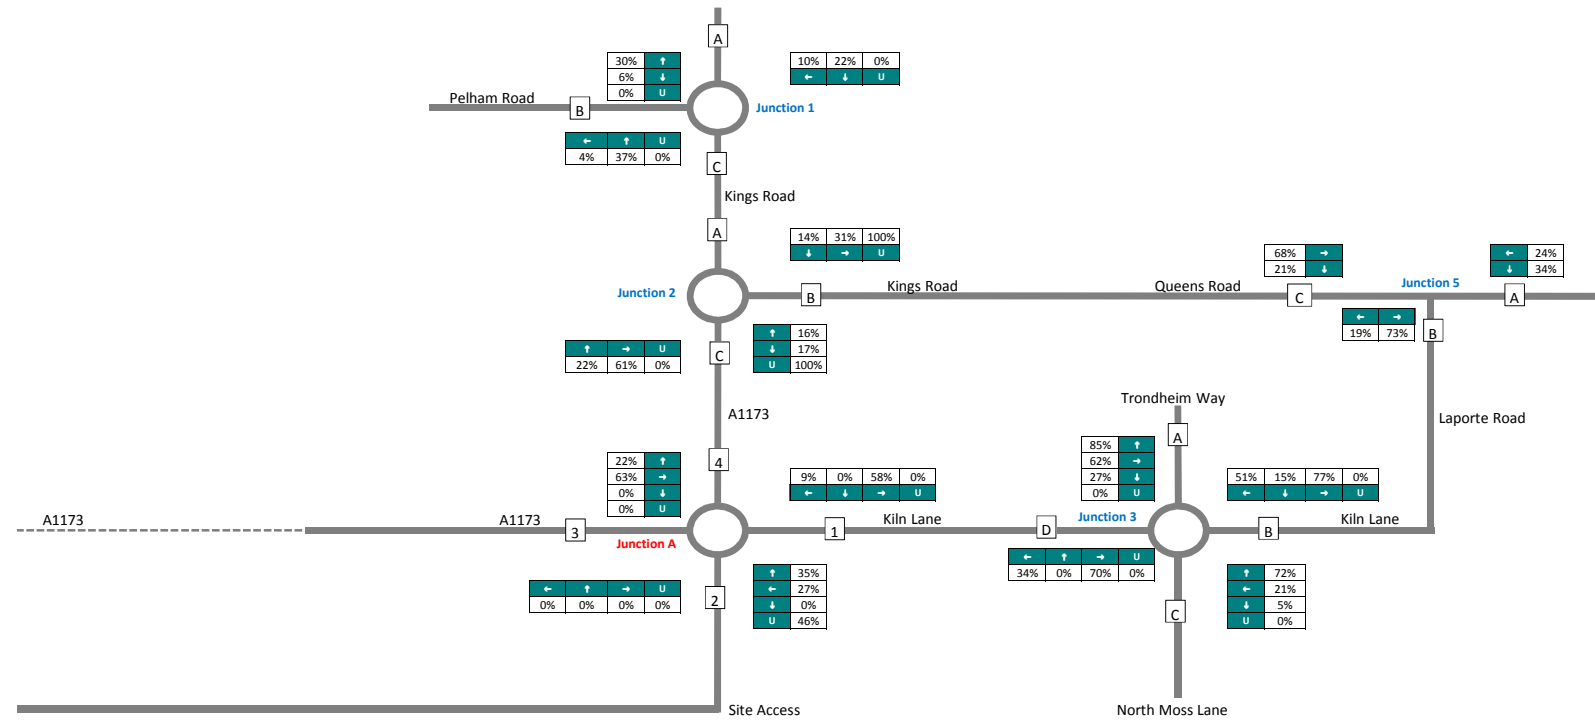 A
30% ↑
6% ↓
0% U
10% 22% 0%
← ↓ U
Pelham Road
B
Junction 1
← ↑ U
4% 37% 0%
C
Kings Road
A
14% 31% 100%
↓ → U
68% →
21% ↓
← 24%
↓ 34%
Junction 2
B
Kings Road
Queens Road
C
Junction 5
A
← →
19% 73%
B
↑ → U
22% 61% 0%
C
↑ 16%
↓ 17%
U 100%
A1173
Trondheim Way
Laporte Road
A
22% ↑
63% →
0% ↓
0% U
4
9% 0% 58% 0%
← ↓ → U
85% ↑
62% →
27% ↓
0% U
51% 15% 77% 0%
← ↓ → U
A1173
A1173
3
Junction A
1
Kiln Lane
D
Junction 3
B
Kiln Lane
← ↑ → U
34% 0% 70% 0%
← ↑ → U
0% 0% 0% 0%
2
↑ 35%
← 27%
↓ 0%
U 46%
C
↑ 72%
← 21%
↓ 5%
U 0%
Site Access
North Moss Lane